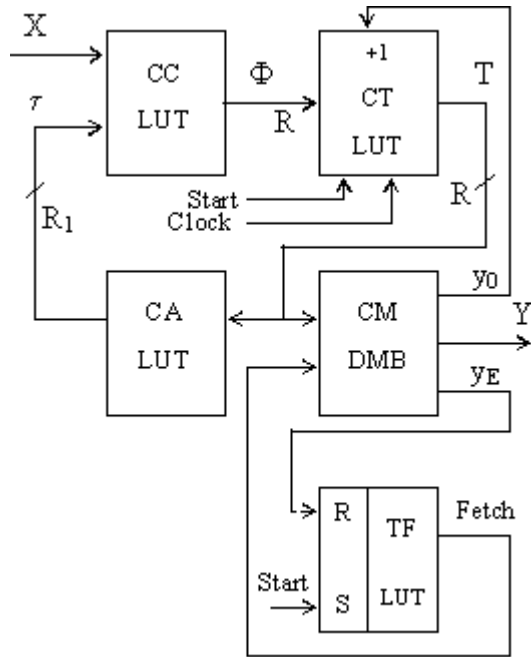 X
τ
CC
LUT
Φ
R
+1
CT
LUT
T
R
Start
Clock
R1
CA
LUT
CM
DMB
y0
Y
yE
R
S
TF
LUT
Fetch
Start